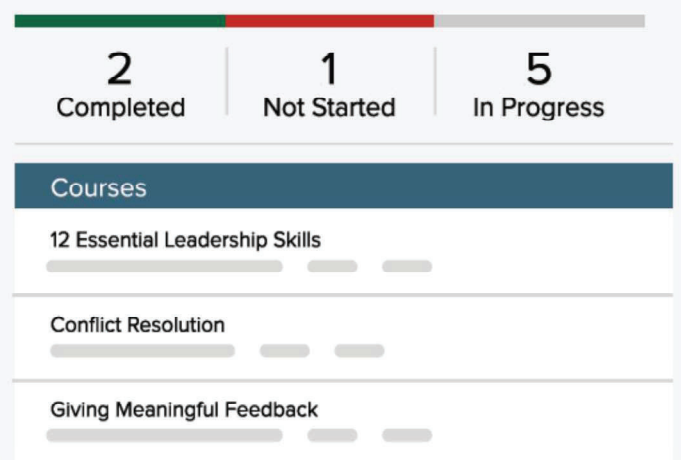 2 1 5
Completed Not Started In Progress
Courses
12 Essential Leadership Skills
Conflict Resolution
Giving Meaningful Feedback